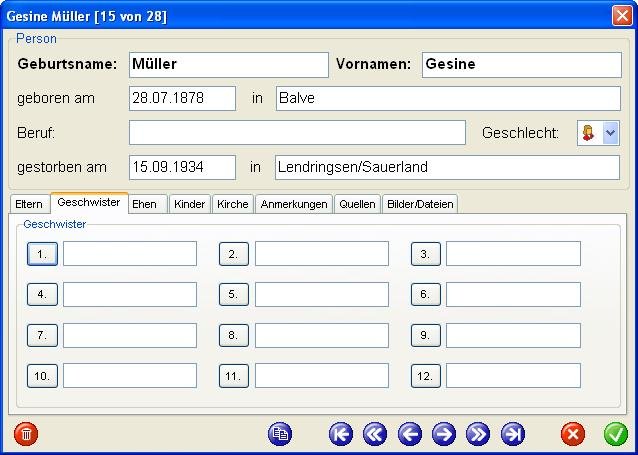 Gesine Müller [15 von 28]
Person
Geburtsname: Müller Vornamen: Gesine
geboren am 28.07.1878 in Balve
Beruf: Geschlecht:
gestorben am 15.09.1934 in Lendringsen/Sauerland
Eltern Geschwister Ehen Kinder Kirche Anmerkungen Quellen Bilder/Dateien
Geschwister
1. 2. 3.
4. 5. 6.
7. 8. 9.
10. 11. 12.